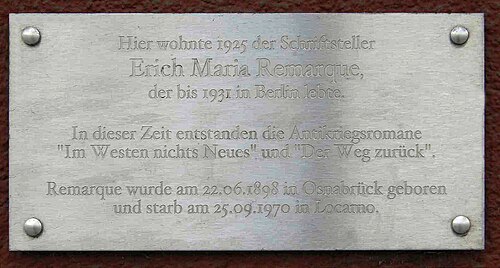 Hier wohnte 1925 der Schriftsteller
Erich Maria Remarque,
der bis 1931 in Berlin lebte.
In dieser Zeit entstanden die Antikriegsromane
"Im Westen nichts Neues" und "Der Weg zurück".
Remarque wurde am 22.06.1898 in Osnabrück geboren
und starb am 25.09.1970 in Locarno.